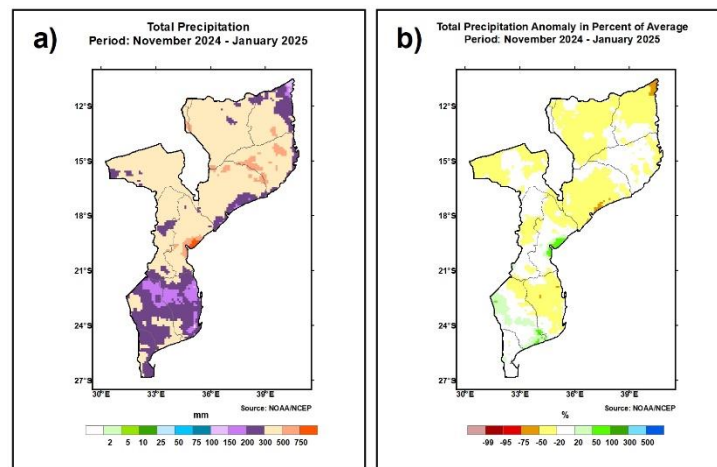 a)
Total Precipitation
Period: November 2024 - January 2025
12°S
15°S
18°S
21°S
24°S
27°S
30°E
33°E
36°E
39°E
Source: NOAA/NCEP
mm
2 5 10 25 50 75 100 150 200 300 500 750
b)
Total Precipitation Anomaly in Percent of Average
Period: November 2024 - January 2025
12°S
15°S
18°S
21°S
24°S
27°S
30°E
33°E
36°E
39°E
Source: NOAA/NCEP
%
-99 -95 -75 -50 -20 20 50 100 300 500